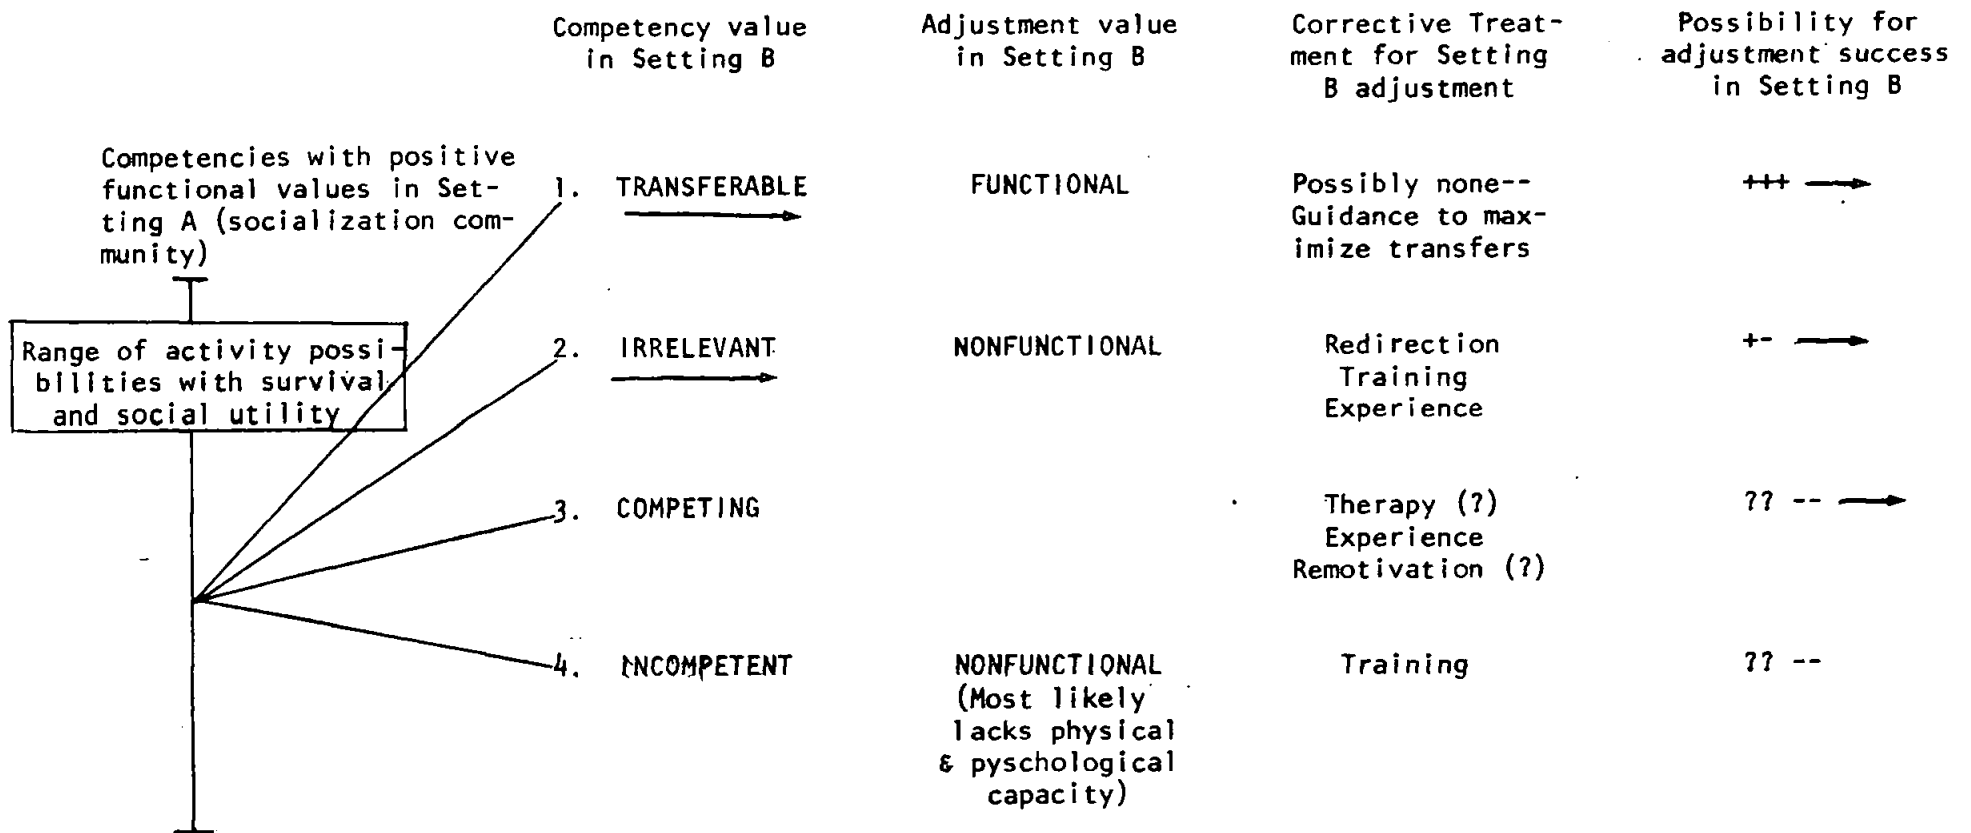 Competency value
in Setting B
Adjustment value
in Setting B
Corrective Treat-
ment for Setting
B adjustment
Possibility for
adjustment success
in Setting B
Competencies with positive
functional values in Set-
ting A (socialization com-
munity)
Range of activity possi-
bilities with survival
and social utility
1. TRANSFERABLE
FUNCTIONAL
Possibly none--
Guidance to max-
imize transfers
+++
2. IRRELEVANT
NONFUNCTIONAL
Redirection
Training
Experience
+-
3. COMPETING
Therapy (?)
Experience
Remotivation (?)
?? --
4. INCOMPETENT
NONFUNCTIONAL
(Most likely
lacks physical
& pyschological
capacity)
Training
?? --